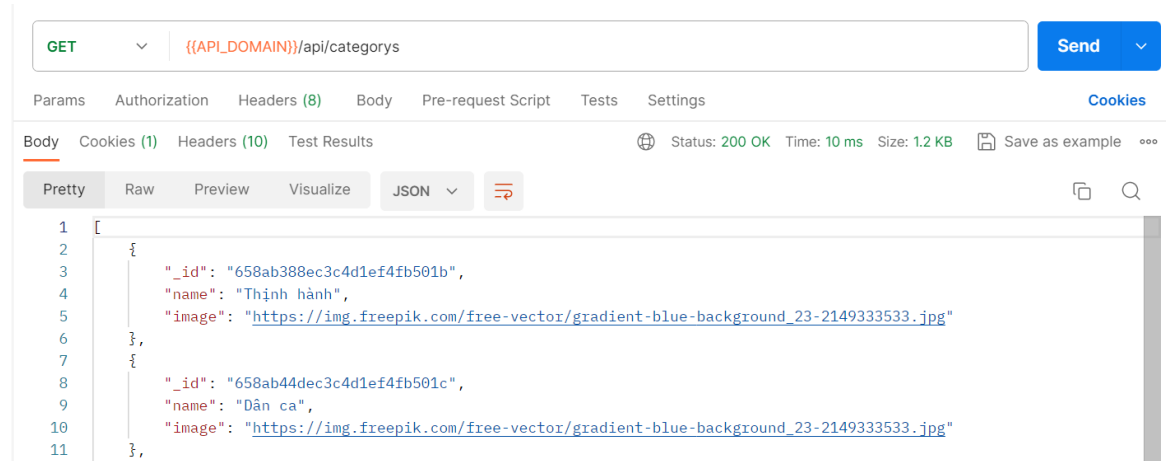 GET {{API_DOMAIN}}/api/categorys Send
Params Authorization Headers (8) Body Pre-request Script Tests Settings Cookies
Body Cookies (1) Headers (10) Test Results Status: 200 OK Time: 10 ms Size: 1.2 KB Save as example
Pretty Raw Preview Visualize JSON
1 [
2 {
3 "_id": "658ab388ec3c4d1ef4fb501b",
4 "name": "Thịnh hành",
5 "image": "https://img.freepik.com/free-vector/gradient-blue-background_23-2149333533.jpg"
6 },
7 {
8 "_id": "658ab44dec3c4d1ef4fb501c",
9 "name": "Dân ca",
10 "image": "https://img.freepik.com/free-vector/gradient-blue-background_23-2149333533.jpg"
11 },